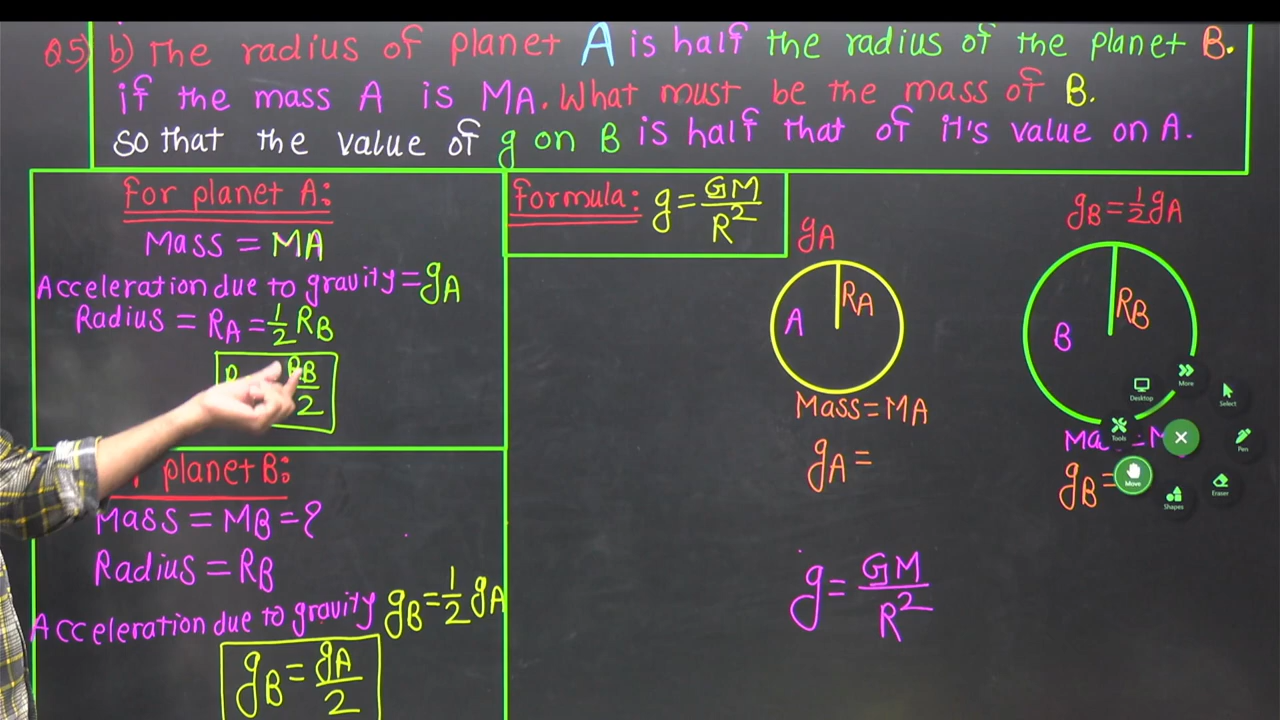 Q5) b) The radius of planet A is half the radius of the planet B.
if the mass A is MA. What must be the mass of B.
so that the value of g on B is half that of it's value on A.
for planet A:
Mass = MA
Acceleration due to gravity = gA
Radius = RA = 1/2 RB
RB/2
planet B:
Mass = MB = ?
Radius = RB
Acceleration due to gravity gB = 1/2 gA
gB = gA/2
formula: g = GM/R²
gA
A
RA
Mass = MA
gA =
gB = 1/2 gA
B
RB
gB =
g = GM/R²
Desktop
More
Select
Tools
Pen
Move
Shapes
Eraser